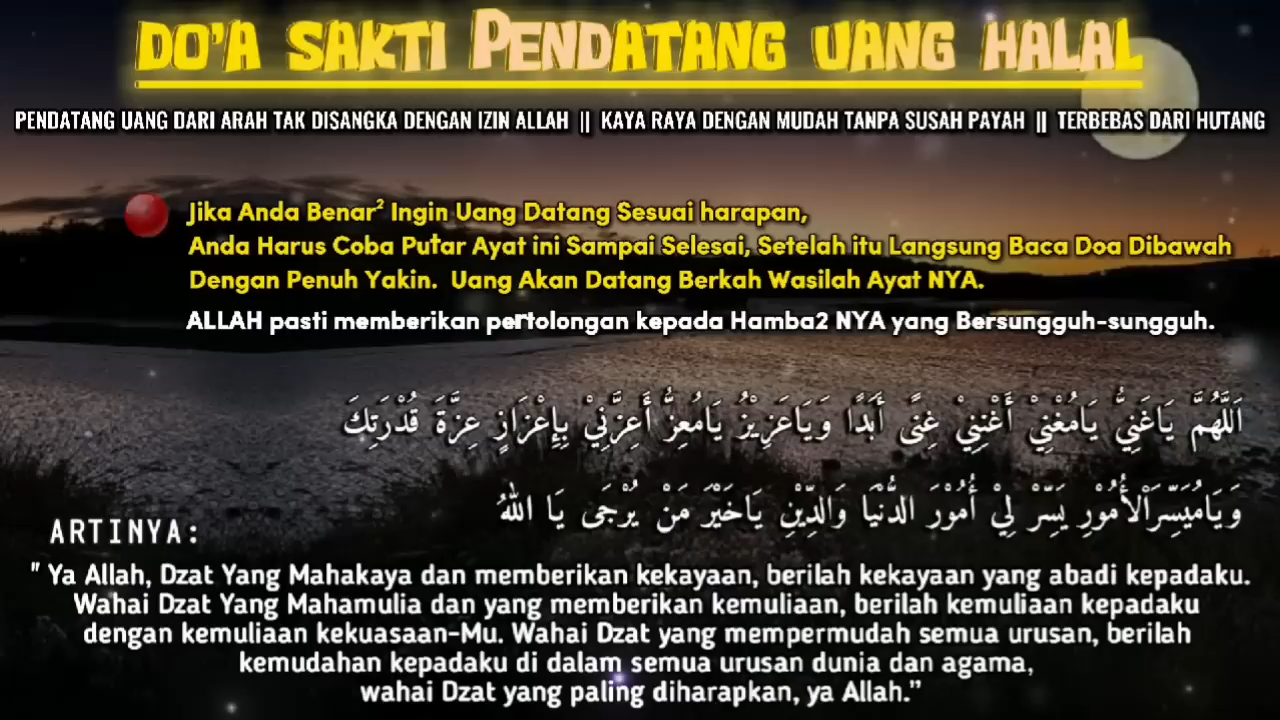 DO'A SAKTI PENDATANG UANG HALAL
PENDATANG UANG DARI ARAH TAK DISANGKA DENGAN IZIN ALLAH || KAYA RAYA DENGAN MUDAH TANPA SUSAH PAYAH || TERBEBAS DARI HUTANG
Jika Anda Benar² Ingin Uang Datang Sesuai harapan,
Anda Harus Coba Putar Ayat ini Sampai Selesai, Setelah itu Langsung Baca Doa Dibawah
Dengan Penuh Yakin. Uang Akan Datang Berkah Wasilah Ayat NYA.
ALLAH pasti memberikan pertolongan kepada Hamba2 NYA yang Bersungguh-sungguh.
اَللّٰهُمَّ يَاغَنِيُّ يَامُغْنِيْ أَغْنِنِيْ غِنًى أَبَدًا وَيَاعَزِيْزُ يَامُعِزُّ أَعِزَّنِيْ بِإِعْزَازٍ عِزَّةَ قُدْرَتِكَ
وَيَامُيَسِّرَالْأُمُوْرِ يَسِّرْ لِيْ أُمُوْرَ الدُّنْيَا وَالدِّيْنِ يَاخَيْرَ مَنْ يُرْجَى يَا اللهُ
ARTINYA:
" Ya Allah, Dzat Yang Mahakaya dan memberikan kekayaan, berilah kekayaan yang abadi kepadaku.
Wahai Dzat Yang Mahamulia dan yang memberikan kemuliaan, berilah kemuliaan kepadaku
dengan kemuliaan kekuasaan-Mu. Wahai Dzat yang mempermudah semua urusan, berilah
kemudahan kepadaku di dalam semua urusan dunia dan agama,
wahai Dzat yang paling diharapkan, ya Allah."